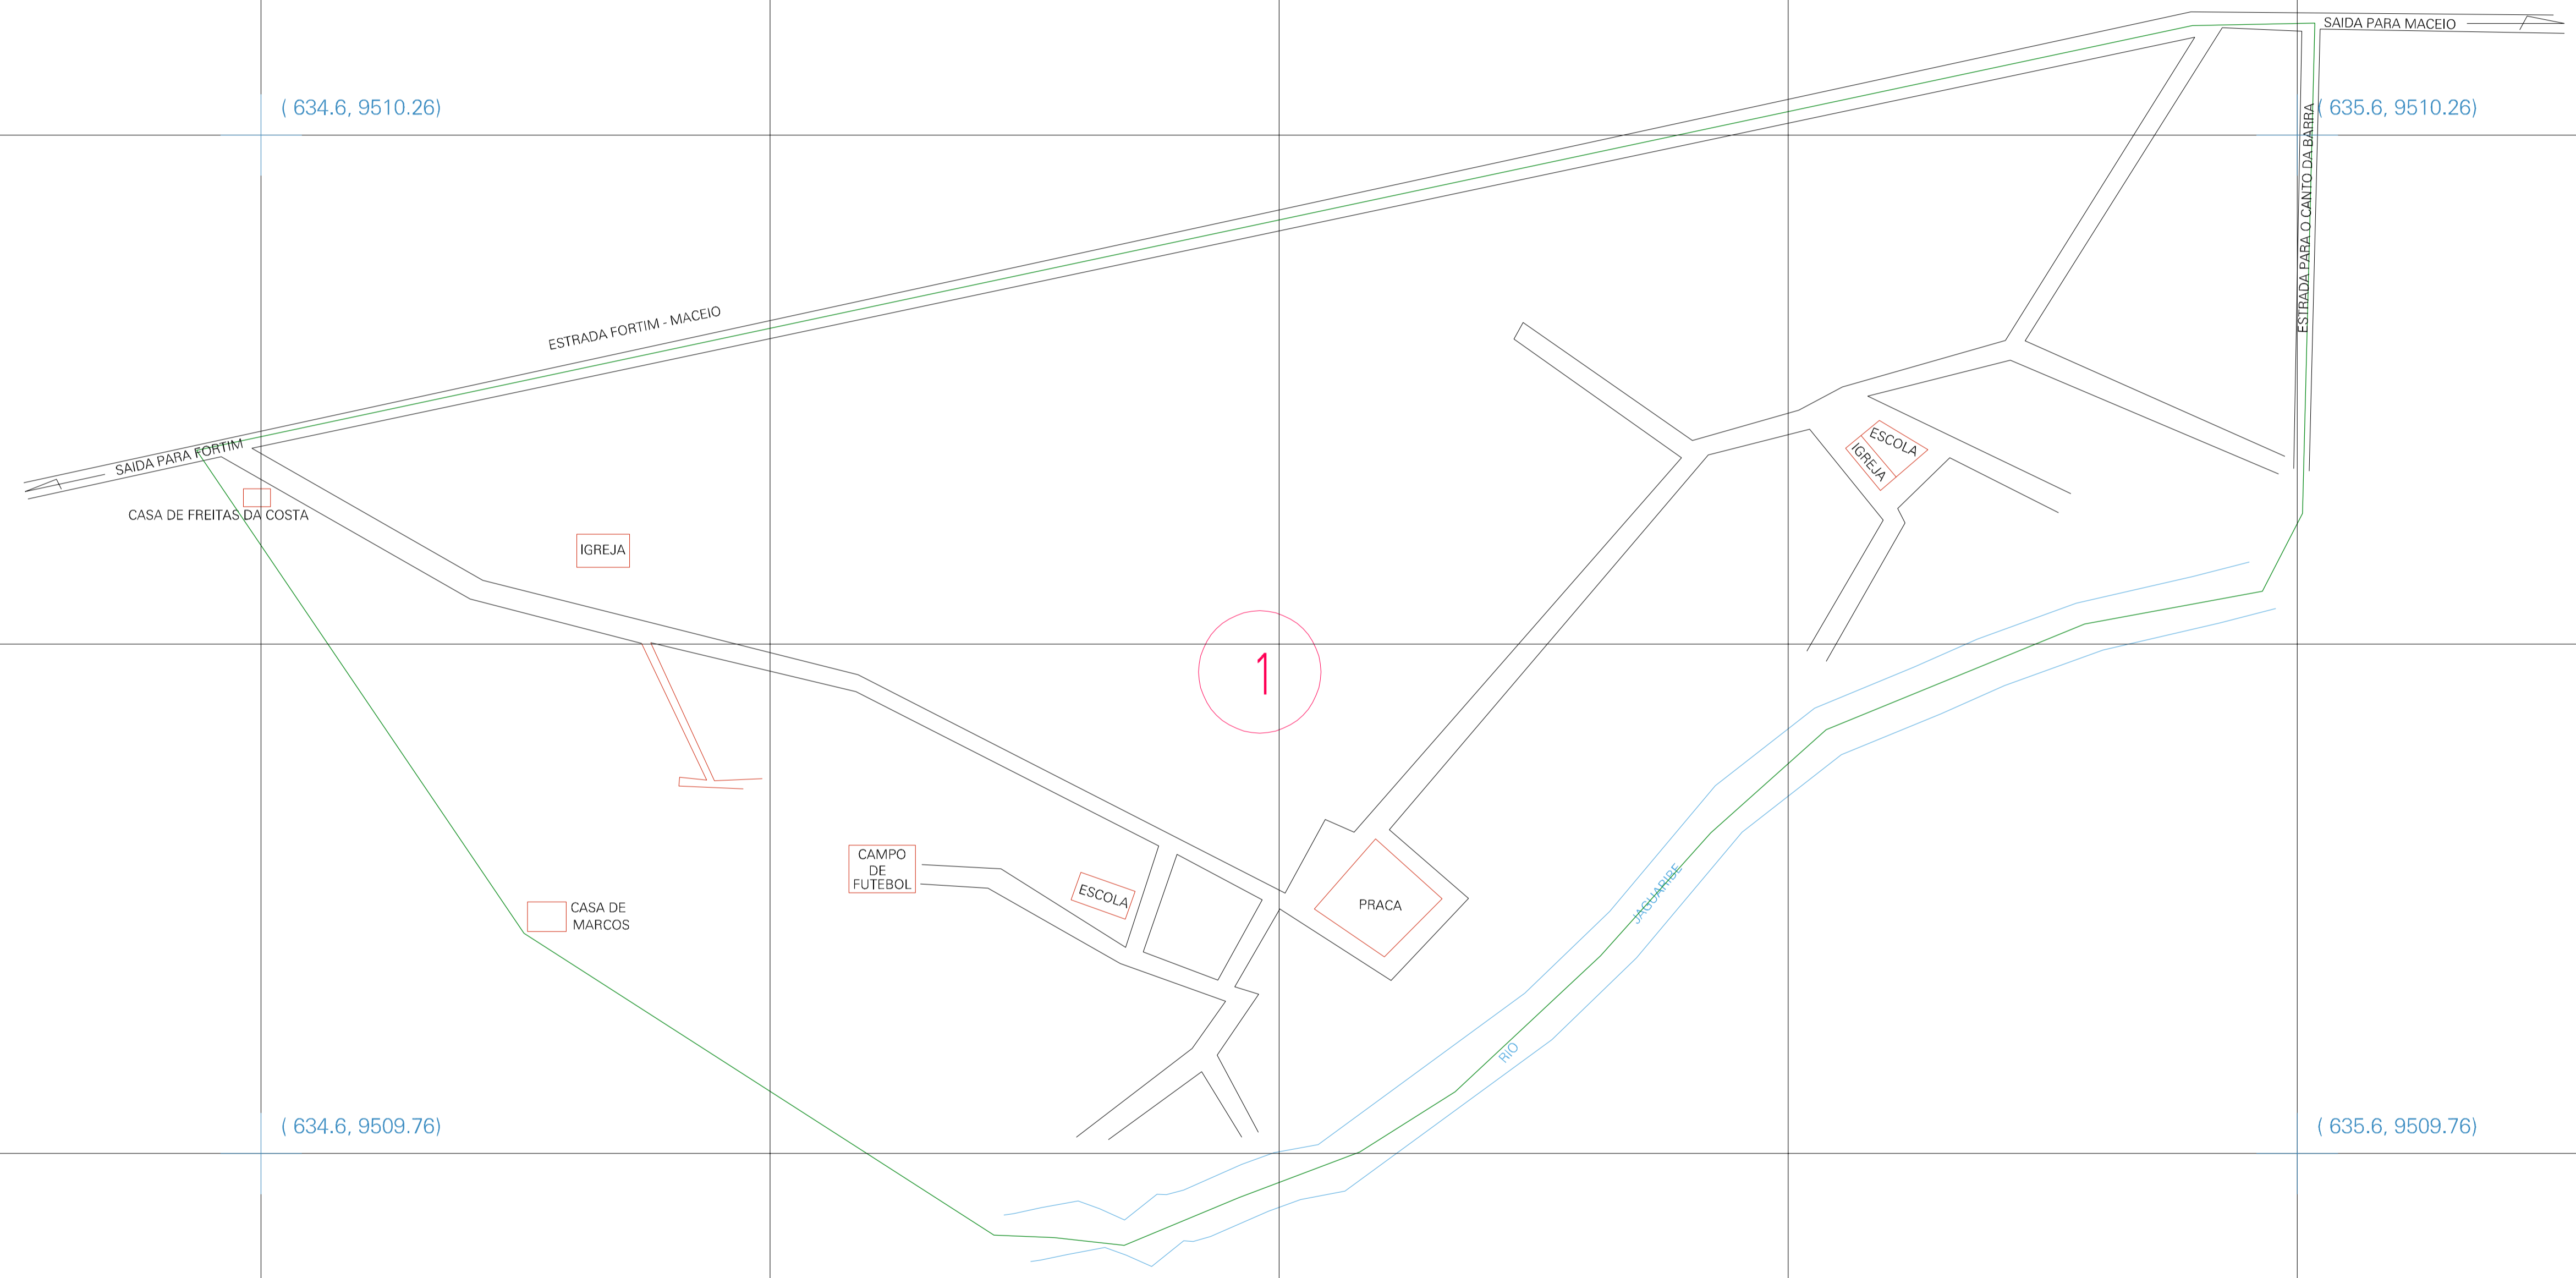 SAIDA PARA MACEIO
( 634.6, 9510.26)
( 635.6, 9510.26)
ESTRADA PARA O CANTO DA BARRA
ESTRADA FORTIM - MACEIO
SAIDA PARA FORTIM
CASA DE FREITAS DA COSTA
IGREJA
ESCOLA
IGREJA
1
CAMPO
DE
FUTEBOL
ESCOLA
PRACA
CASA DE
MARCOS
JAGUARIBE
RIO
( 634.6, 9509.76)
( 635.6, 9509.76)